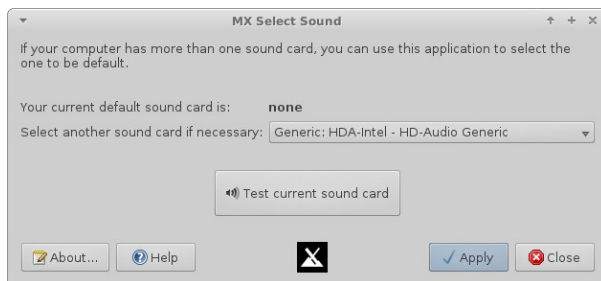 MX Select Sound
If your computer has more than one sound card, you can use this application to select the
one to be default.
Your current default sound card is: none
Select another sound card if necessary: Generic: HDA-Intel - HD-Audio Generic
Test current sound card
About... Help Apply Close